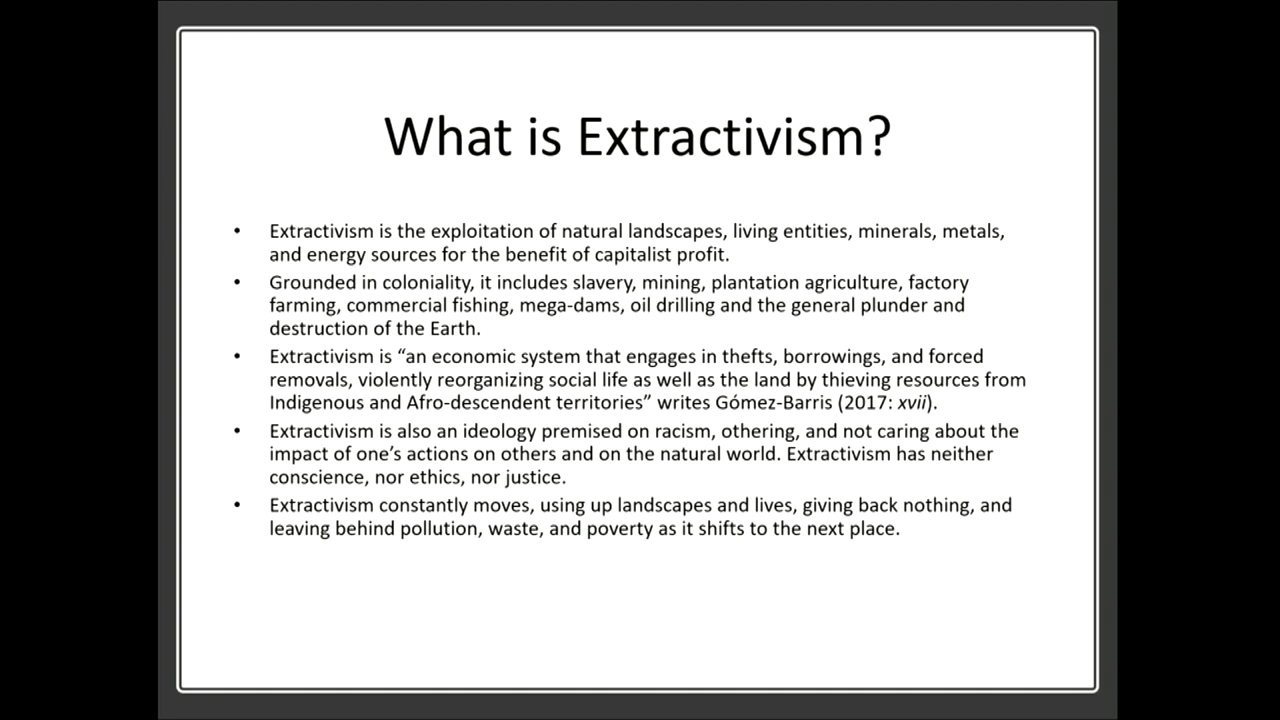 What is Extractivism?
• Extractivism is the exploitation of natural landscapes, living entities, minerals, metals,
and energy sources for the benefit of capitalist profit.
• Grounded in coloniality, it includes slavery, mining, plantation agriculture, factory
farming, commercial fishing, mega-dams, oil drilling and the general plunder and
destruction of the Earth.
• Extractivism is “an economic system that engages in thefts, borrowings, and forced
removals, violently reorganizing social life as well as the land by thieving resources from
Indigenous and Afro-descendent territories” writes Gómez-Barris (2017: xvii).
• Extractivism is also an ideology premised on racism, othering, and not caring about the
impact of one’s actions on others and on the natural world. Extractivism has neither
conscience, nor ethics, nor justice.
• Extractivism constantly moves, using up landscapes and lives, giving back nothing, and
leaving behind pollution, waste, and poverty as it shifts to the next place.